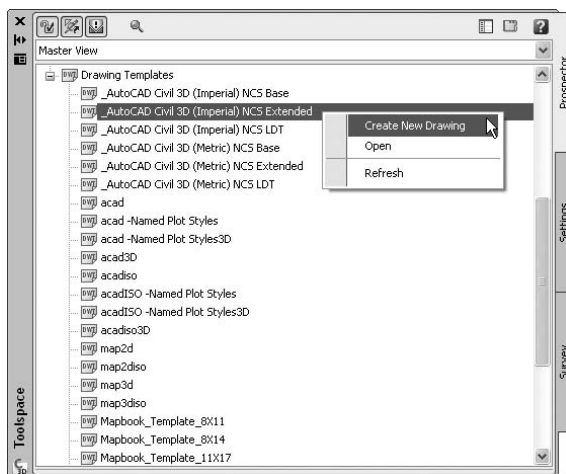 Master View
Drawing Templates
_AutoCAD Civil 3D (Imperial) NCS Base
_AutoCAD Civil 3D (Imperial) NCS Extended
_AutoCAD Civil 3D (Imperial) NCS LDT
_AutoCAD Civil 3D (Metric) NCS Base
_AutoCAD Civil 3D (Metric) NCS Extended
_AutoCAD Civil 3D (Metric) NCS LDT
acad
acad -Named Plot Styles
acad -Named Plot Styles3D
acad3D
acadiso
acadISO -Named Plot Styles
acadISO -Named Plot Styles3D
acadiso3D
map2d
map2diso
map3d
map3diso
Mapbook_Template_8X11
Mapbook_Template_8X14
Mapbook_Template_11X17
Create New Drawing
Open
Refresh
Prospector
Settings
Survey
Toolspace